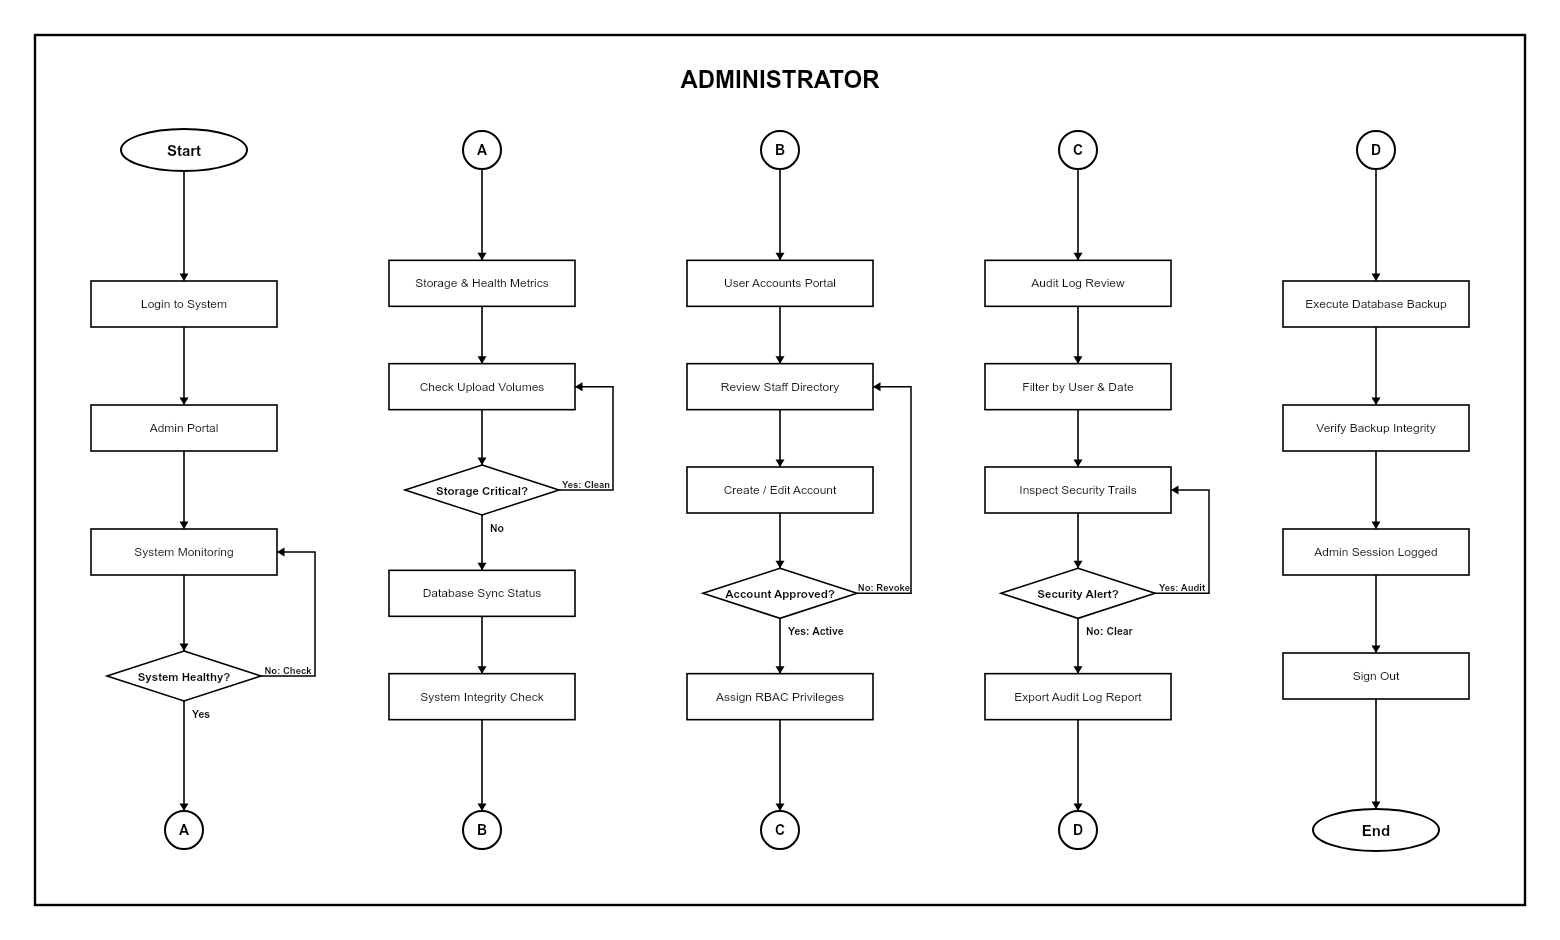 ADMINISTRATOR
Start
Login to System
Admin Portal
System Monitoring
System Healthy?
No: Check
Yes
A
A
Storage & Health Metrics
Check Upload Volumes
Storage Critical?
Yes: Clean
No
Database Sync Status
System Integrity Check
B
B
User Accounts Portal
Review Staff Directory
Create / Edit Account
Account Approved?
No: Revoke
Yes: Active
Assign RBAC Privileges
C
C
Audit Log Review
Filter by User & Date
Inspect Security Trails
Security Alert?
Yes: Audit
No: Clear
Export Audit Log Report
D
D
Execute Database Backup
Verify Backup Integrity
Admin Session Logged
Sign Out
End